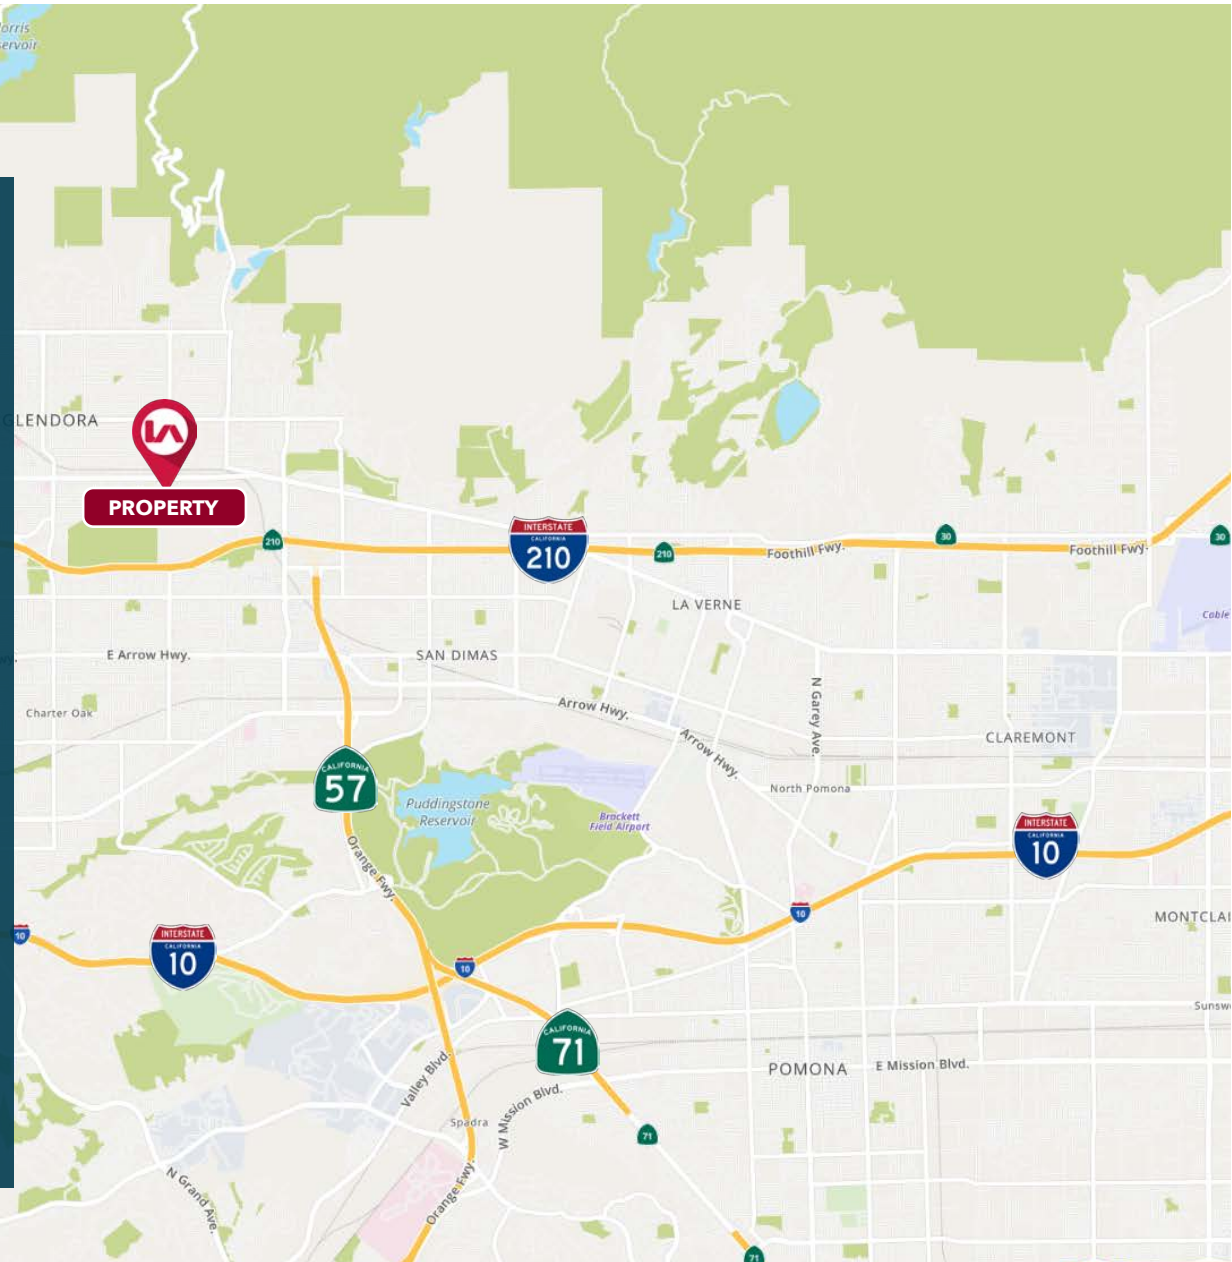 orris
servoir
GLENDORA
PROPERTY
210
INTERSTATE
CALIFORNIA
210
210
Foothill Fwy.
30
Foothill Fwy.
30
LA VERNE
Cable
E Arrow Hwy.
SAN DIMAS
Charter Oak
Arrow Hwy.
N Garey Ave.
Arrow Hwy.
CLAREMONT
CALIFORNIA
57
Puddingstone
Reservoir
Brackett
Field Airport
North Pomona
INTERSTATE
CALIFORNIA
10
Orange Fwy.
10
MONTCLAI
10
INTERSTATE
CALIFORNIA
10
10
Sunsw
CALIFORNIA
71
Valley Blvd.
W Mission Blvd.
POMONA
E Mission Blvd.
Spadra
71
N Grand Ave.
Orange Fwy.
71